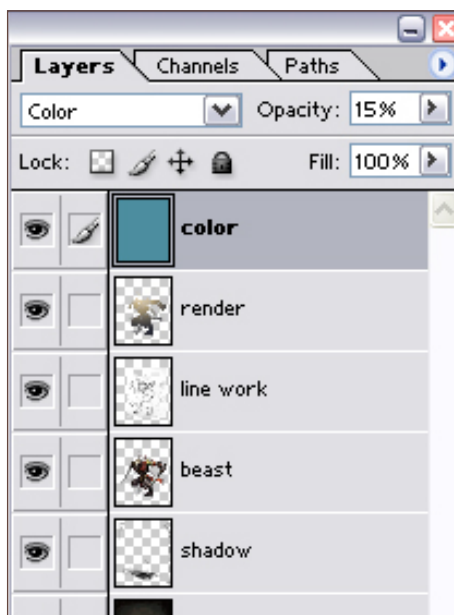 Layers Channels Paths
Color Opacity: 15%
Lock: Fill: 100%
color
render
line work
beast
shadow